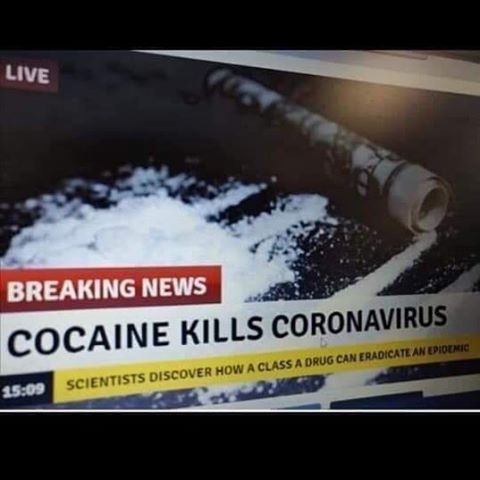 LIVE
BREAKING NEWS
COCAINE KILLS CORONAVIRUS
15:09
SCIENTISTS DISCOVER HOW A CLASS A DRUG CAN ERADICATE AN EPIDEMIC